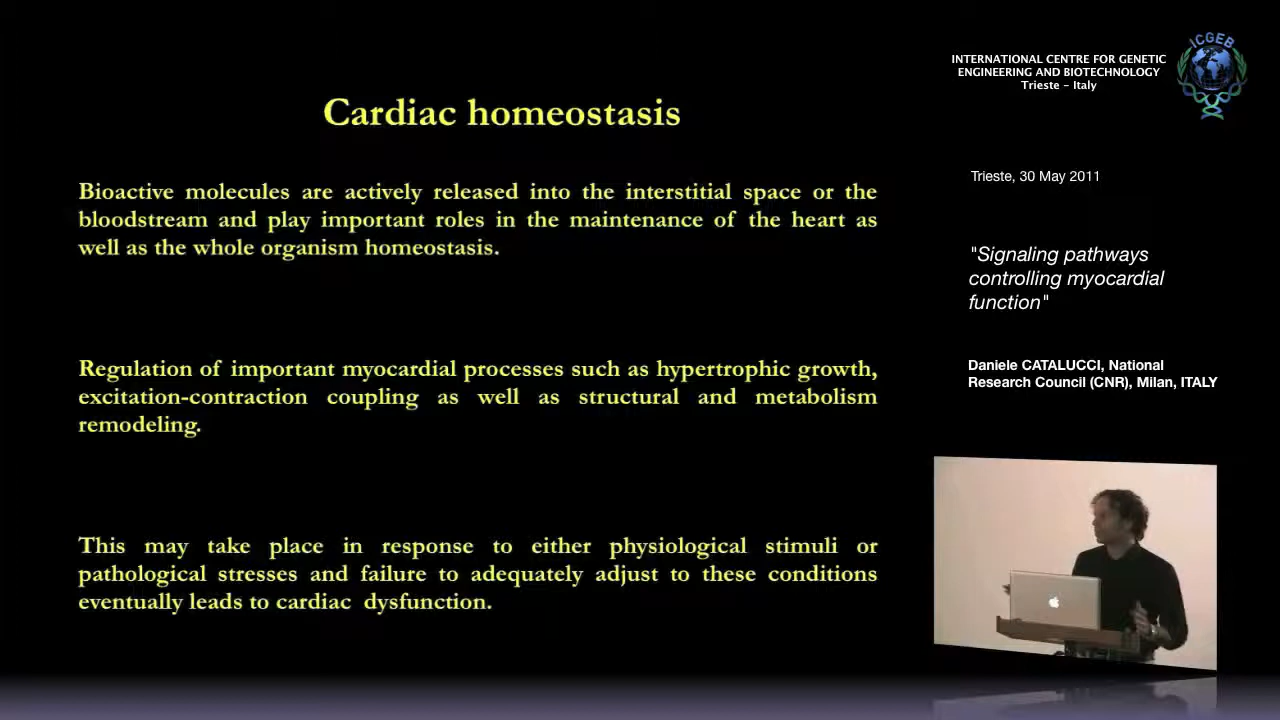 Cardiac homeostasis
Bioactive molecules are actively released into the interstitial space or the
bloodstream and play important roles in the maintenance of the heart as
well as the whole organism homeostasis.
Regulation of important myocardial processes such as hypertrophic growth,
excitation-contraction coupling as well as structural and metabolism
remodeling.
This may take place in response to either physiological stimuli or
pathological stresses and failure to adequately adjust to these conditions
eventually leads to cardiac dysfunction.
INTERNATIONAL CENTRE FOR GENETIC
ENGINEERING AND BIOTECHNOLOGY
Trieste - Italy
ICGEB
Trieste, 30 May 2011
"Signaling pathways
controlling myocardial
function"
Daniele CATALUCCI, National
Research Council (CNR), Milan, ITALY